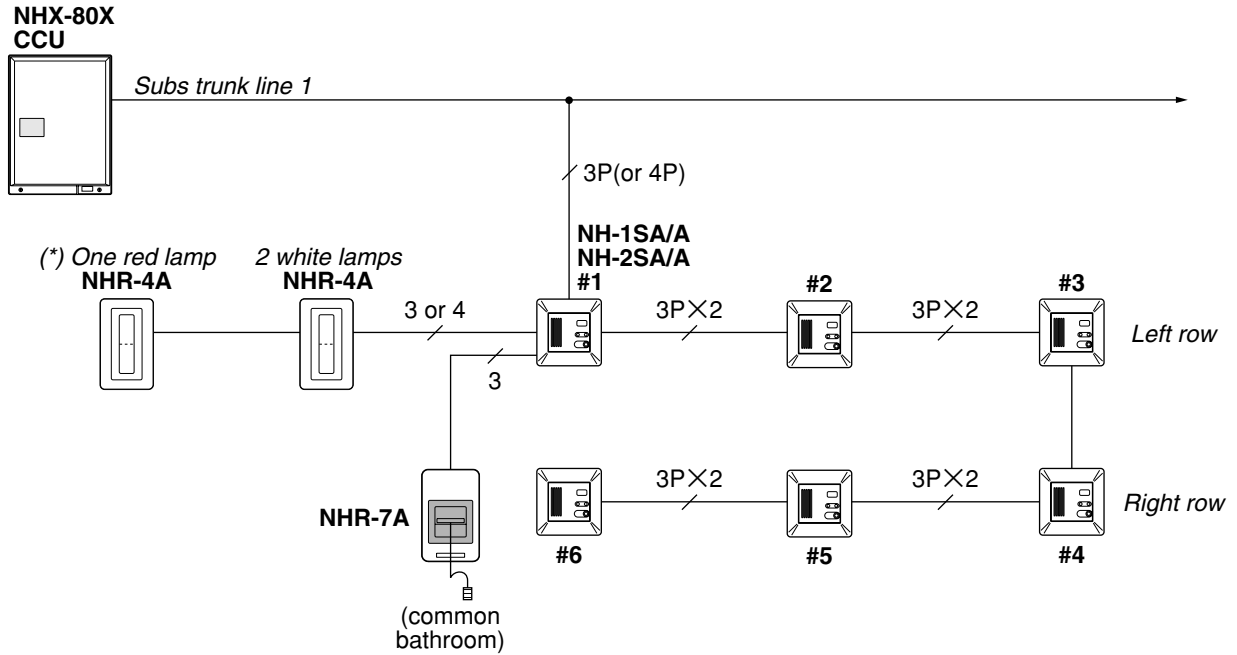 NHX-80X
CCU
Subs trunk line 1
3P(or 4P)
(*) One red lamp
NHR-4A
2 white lamps
NHR-4A
3 or 4
3
NH-1SA/A
NH-2SA/A
#1
3P×2
#2
3P×2
#3
Left row
NHR-7A
(common
bathroom)
#6
3P×2
#5
3P×2
#4
Right row